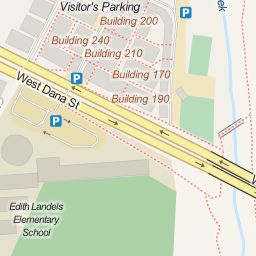 Visitor's Parking
P
Building 200
Building 240
Building 210
P
Building 170
Building 190
West Dana St
P
Edith Landels
Elementary
School